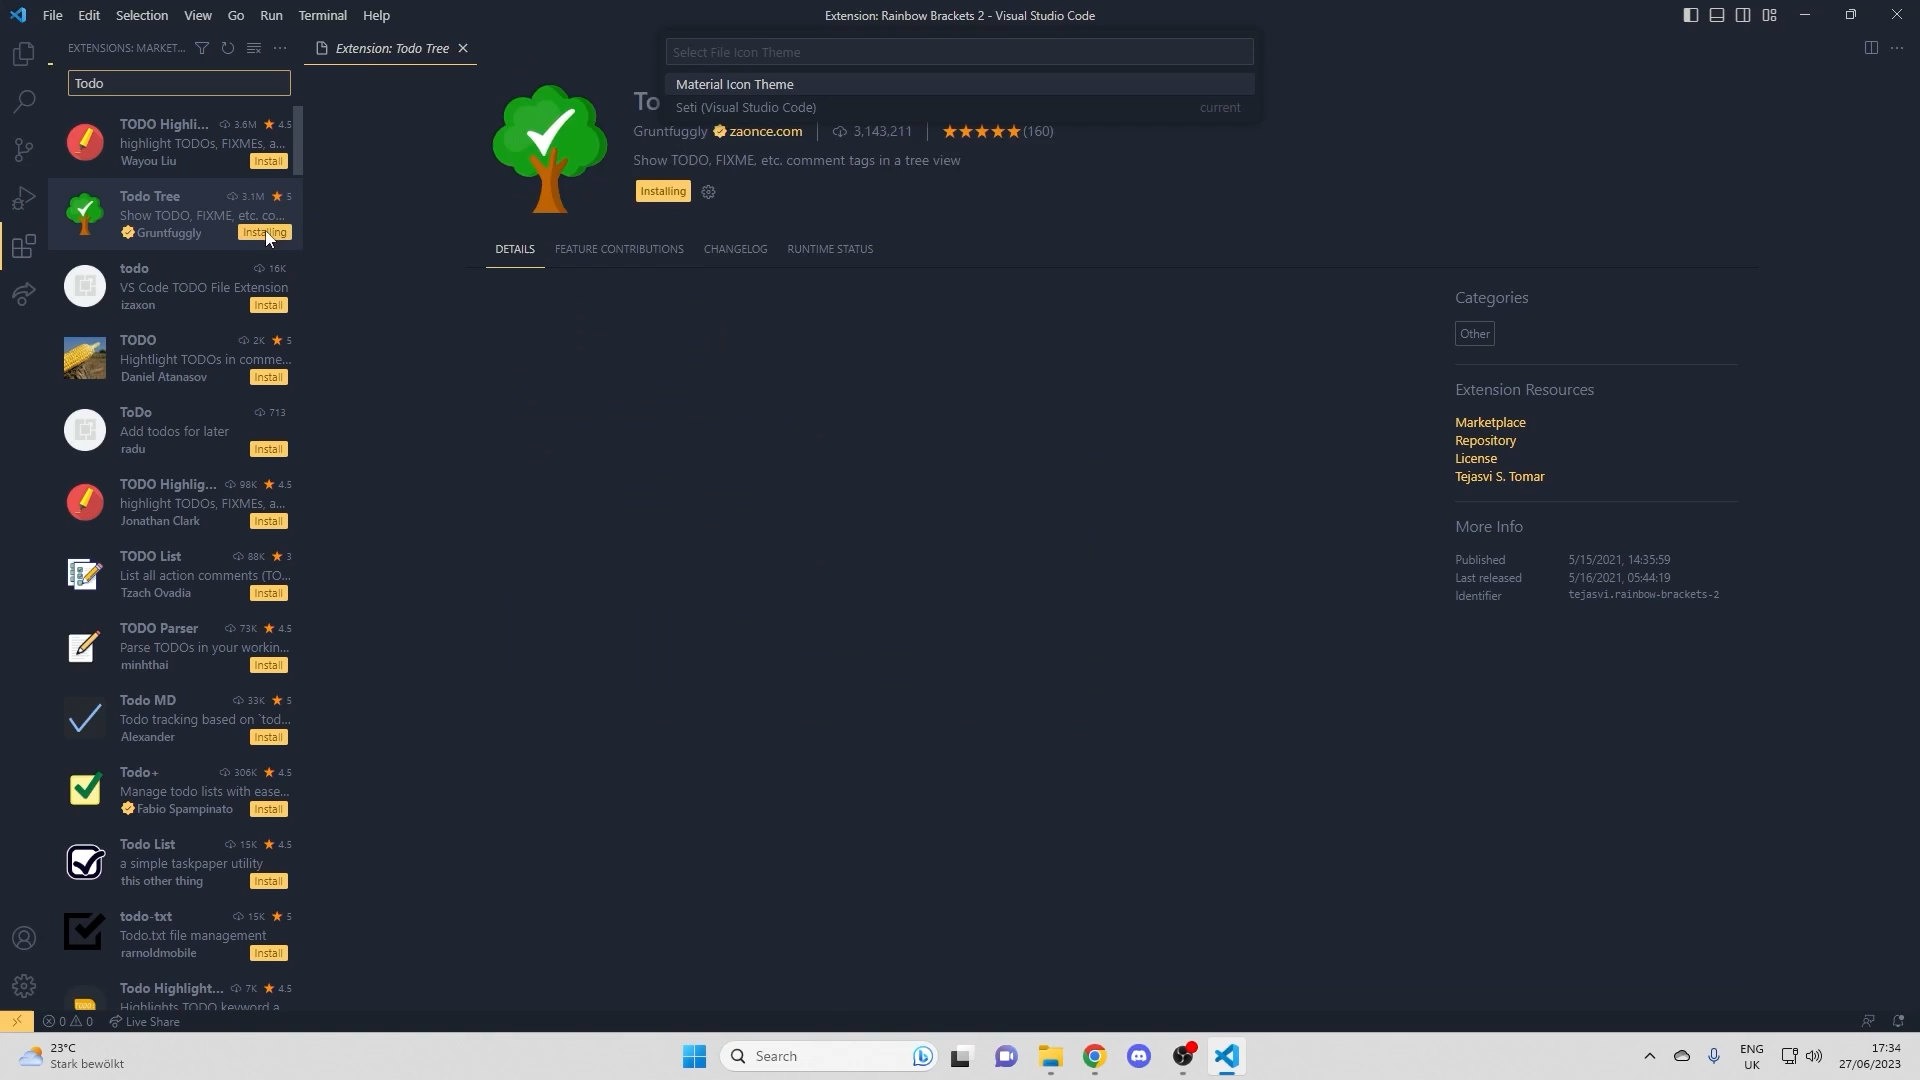 File Edit Selection View Go Run Terminal Help
Extension: Rainbow Brackets 2 - Visual Studio Code
EXTENSIONS: MARKET...
Extension: Todo Tree
Select File Icon Theme
Todo
Material Icon Theme
Seti (Visual Studio Code) current
To
Gruntfuggly zaonce.com 3,143,211 (160)
Show TODO, FIXME, etc. comment tags in a tree view
Installing
DETAILS FEATURE CONTRIBUTIONS CHANGELOG RUNTIME STATUS
TODO Highli... 3.6M 4.5
highlight TODOs, FIXMEs, a...
Wayou Liu Install
Todo Tree 3.1M 5
Show TODO, FIXME, etc. co...
Gruntfuggly Installing
todo 16K
VS Code TODO File Extension
izaxon Install
TODO 2K 5
Hightlight TODOs in comme...
Daniel Atanasov Install
ToDo 713
Add todos for later
radu Install
TODO Highlig... 98K 4.5
highlight TODOs, FIXMEs, a...
Jonathan Clark Install
TODO List 88K 3
List all action comments (TO...
Tzach Ovadia Install
TODO Parser 73K 4.5
Parse TODOs in your workin...
minhthai Install
Todo MD 33K 5
Todo tracking based on `tod...
Alexander Install
Todo+ 306K 4.5
Manage todo lists with ease...
Fabio Spampinato Install
Todo List 15K 4.5
a simple taskpaper utility
this other thing Install
todo-txt 15K 5
Todo.txt file management
rarnoldmobile Install
Todo Highlight... 7K 4.5
Highlights TODO keyword a...
Categories
Other
Extension Resources
Marketplace
Repository
License
Tejasvi S. Tomar
More Info
Published 5/15/2021, 14:35:59
Last released 5/16/2021, 05:44:19
Identifier tejasvi.rainbow-brackets-2
0 0 Live Share
23°C
Stark bewölkt
Search
ENG
UK
17:34
27/06/2023